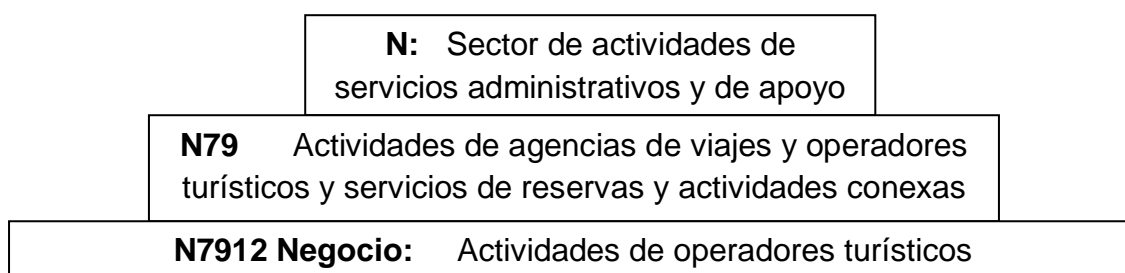 N: Sector de actividades de
servicios administrativos y de apoyo
N79 Actividades de agencias de viajes y operadores
turísticos y servicios de reservas y actividades conexas
N7912 Negocio: Actividades de operadores turísticos